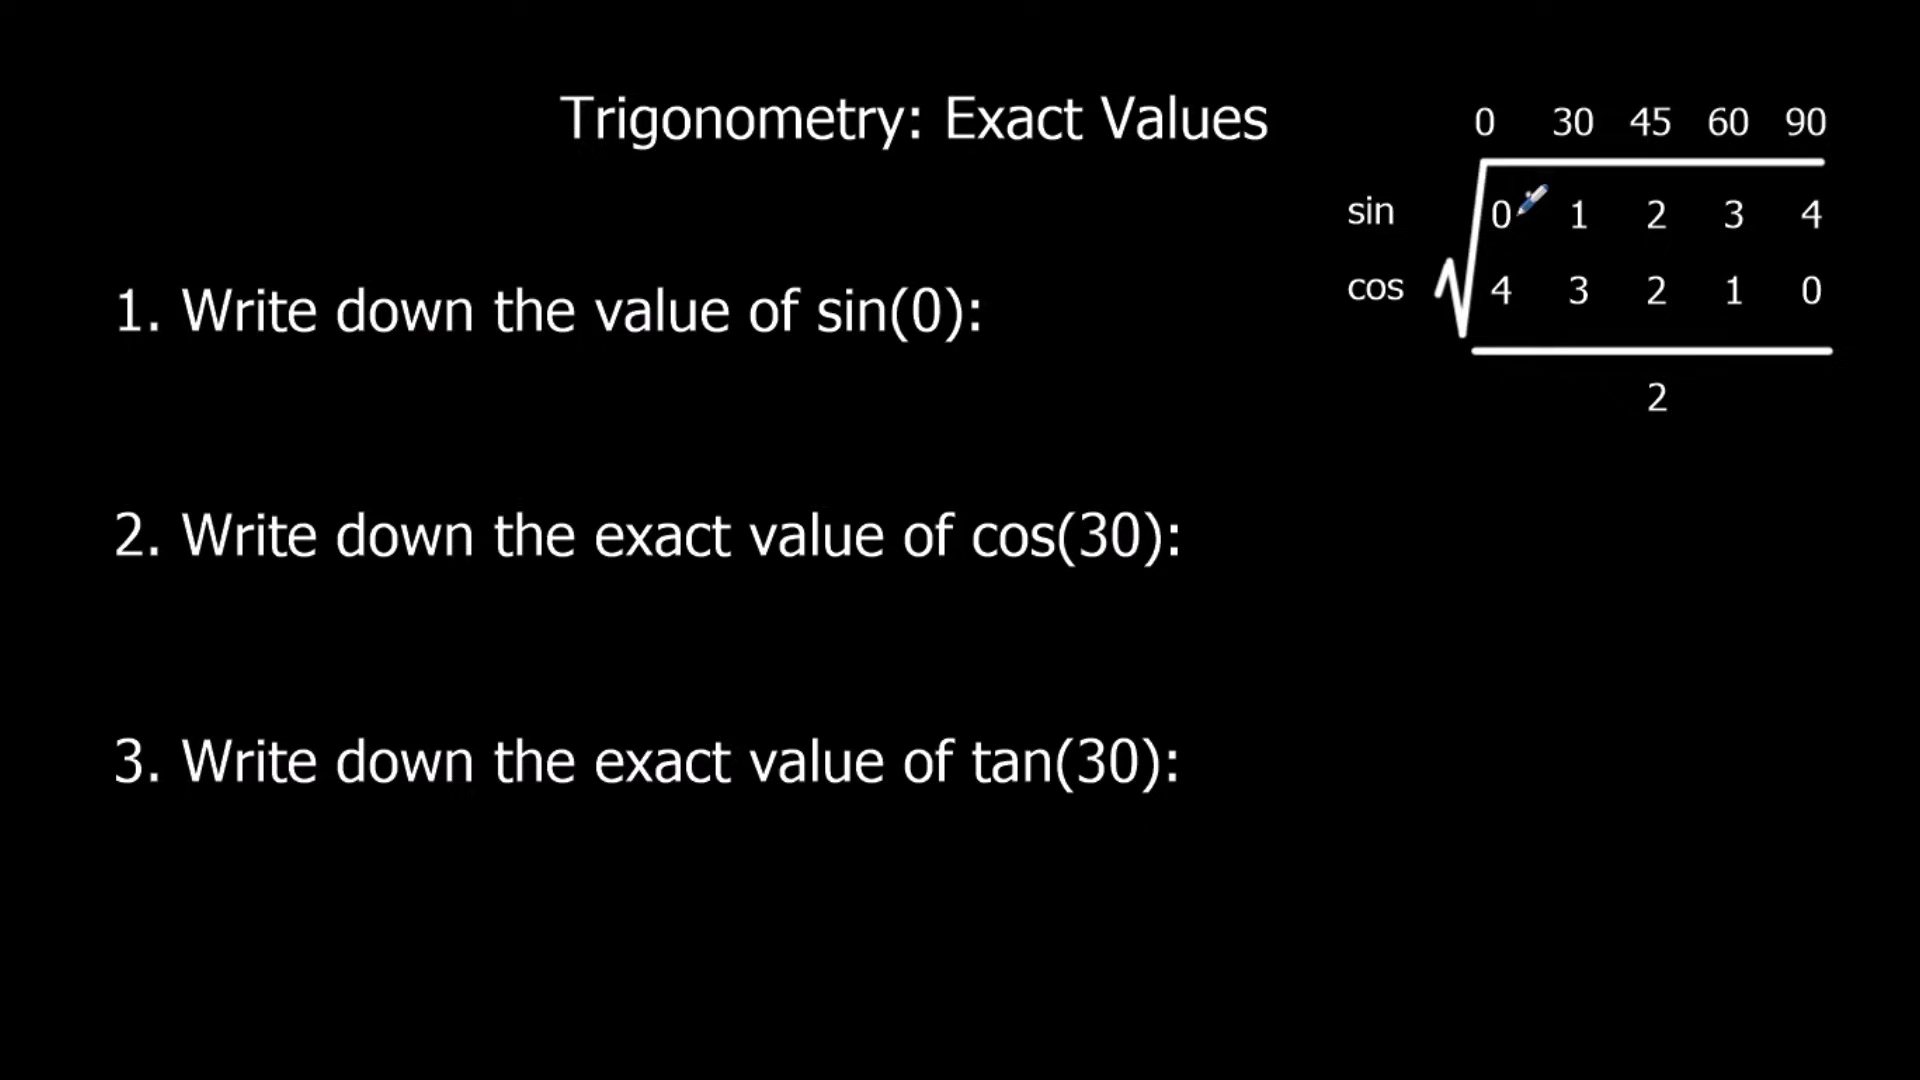 Trigonometry: Exact Values
0 30 45 60 90
sin 0 1 2 3 4
cos √ 4 3 2 1 0
2
1. Write down the value of sin(0):
2. Write down the exact value of cos(30):
3. Write down the exact value of tan(30):